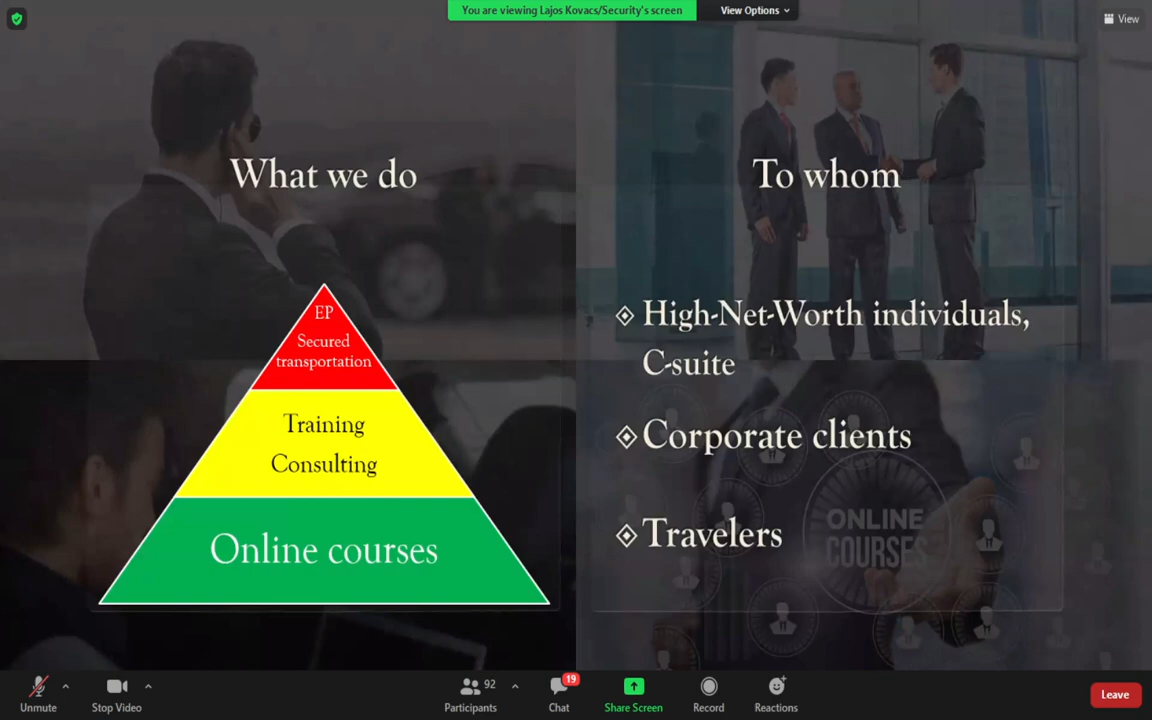 You are viewing Lajos Kovacs/Security's screen
View Options
View
What we do
EP
Secured
transportation
Training
Consulting
Online courses
To whom
High-Net-Worth individuals,
C-suite
Corporate clients
Travelers
ONLINE
COURSES
Unmute
Stop Video
92
Participants
19
Chat
Share Screen
Record
Reactions
Leave